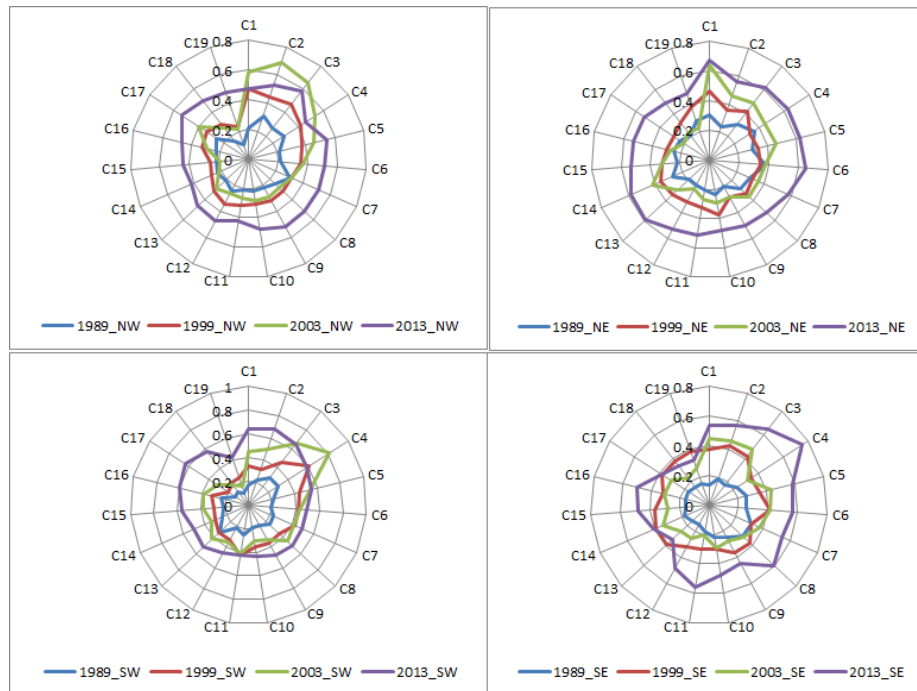 C1
C2
C3
C4
C5
C6
C7
C8
C9
C10
C11
C12
C13
C14
C15
C16
C17
C18
C19
0.8
0.6
0.4
0.2
0
1989_NW 1999_NW 2003_NW 2013_NW
C1
C2
C3
C4
C5
C6
C7
C8
C9
C10
C11
C12
C13
C14
C15
C16
C17
C18
C19
0.8
0.6
0.4
0.2
0
1989_NE 1999_NE 2003_NE 2013_NE
C1
C2
C3
C4
C5
C6
C7
C8
C9
C10
C11
C12
C13
C14
C15
C16
C17
C18
C19
1
0.8
0.6
0.4
0.2
0
1989_SW 1999_SW 2003_SW 2013_SW
C1
C2
C3
C4
C5
C6
C7
C8
C9
C10
C11
C12
C13
C14
C15
C16
C17
C18
C19
0.8
0.6
0.4
0.2
0
1989_SE 1999_SE 2003_SE 2013_SE